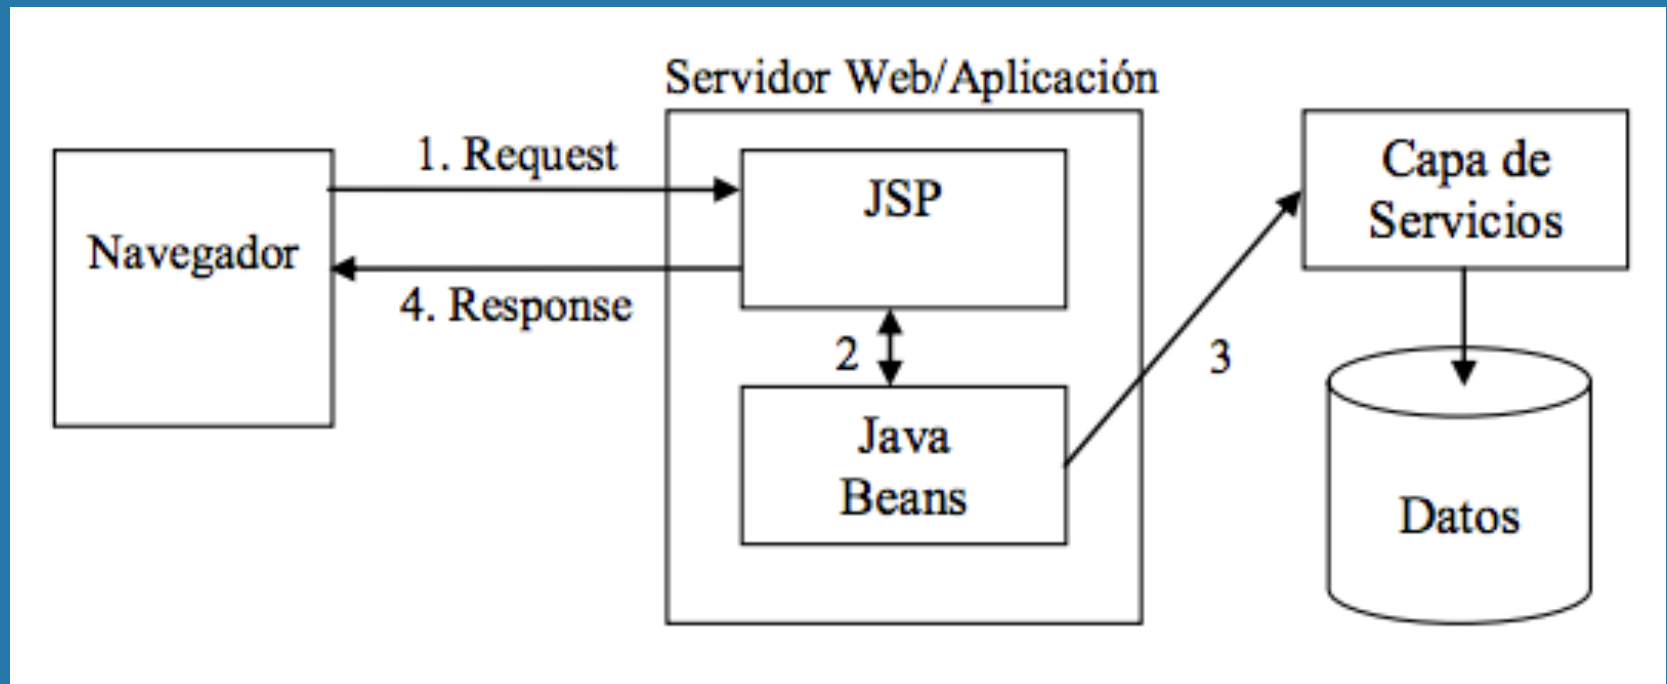 Servidor Web/Aplicación
Navegador
1. Request
4. Response
JSP
2
Java
Beans
3
Capa de
Servicios
Datos